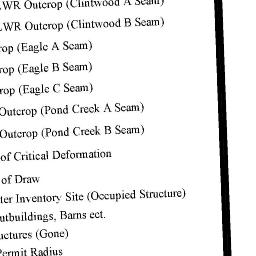 LWR Outcrop (Clintwood A Seam)
LWR Outcrop (Clintwood B Seam)
rop (Eagle A Seam)
rop (Eagle B Seam)
rop (Eagle C Seam)
Outcrop (Pond Creek A Seam)
Outcrop (Pond Creek B Seam)
of Critical Deformation
of Draw
ter Inventory Site (Occupied Structure)
utbuildings, Barns ect.
uctures (Gone)
Permit Radius